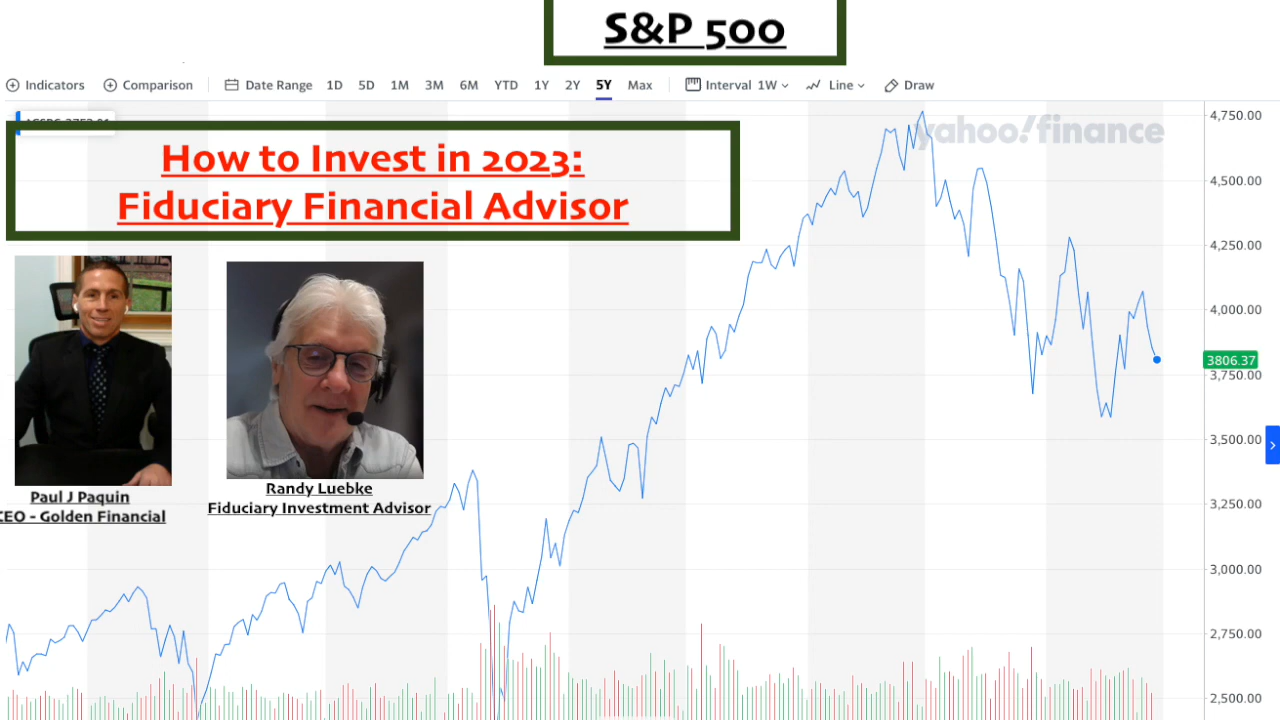 S&P 500
Indicators Comparison Date Range 1D 5D 1M 3M 6M YTD 1Y 2Y 5Y Max Interval 1W Line Draw
yahoo!finance
How to Invest in 2023:
Fiduciary Financial Advisor
Paul J Paquin
CEO - Golden Financial
Randy Luebke
Fiduciary Investment Advisor
4,750.00
4,500.00
4,250.00
4,000.00
3806.37
3,750.00
3,500.00
3,250.00
3,000.00
2,750.00
2,500.00